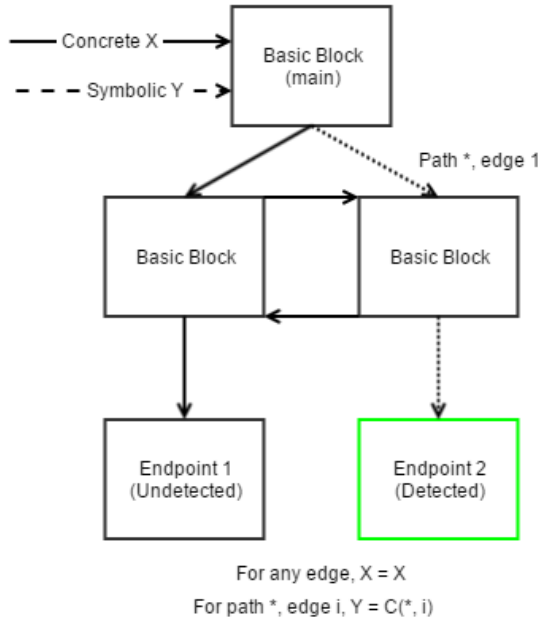 Concrete X
Basic Block
(main)
Symbolic Y
Path *, edge 1
Basic Block
Basic Block
Endpoint 1
(Undetected)
Endpoint 2
(Detected)
For any edge, X = X
For path *, edge i, Y = C(*, i)